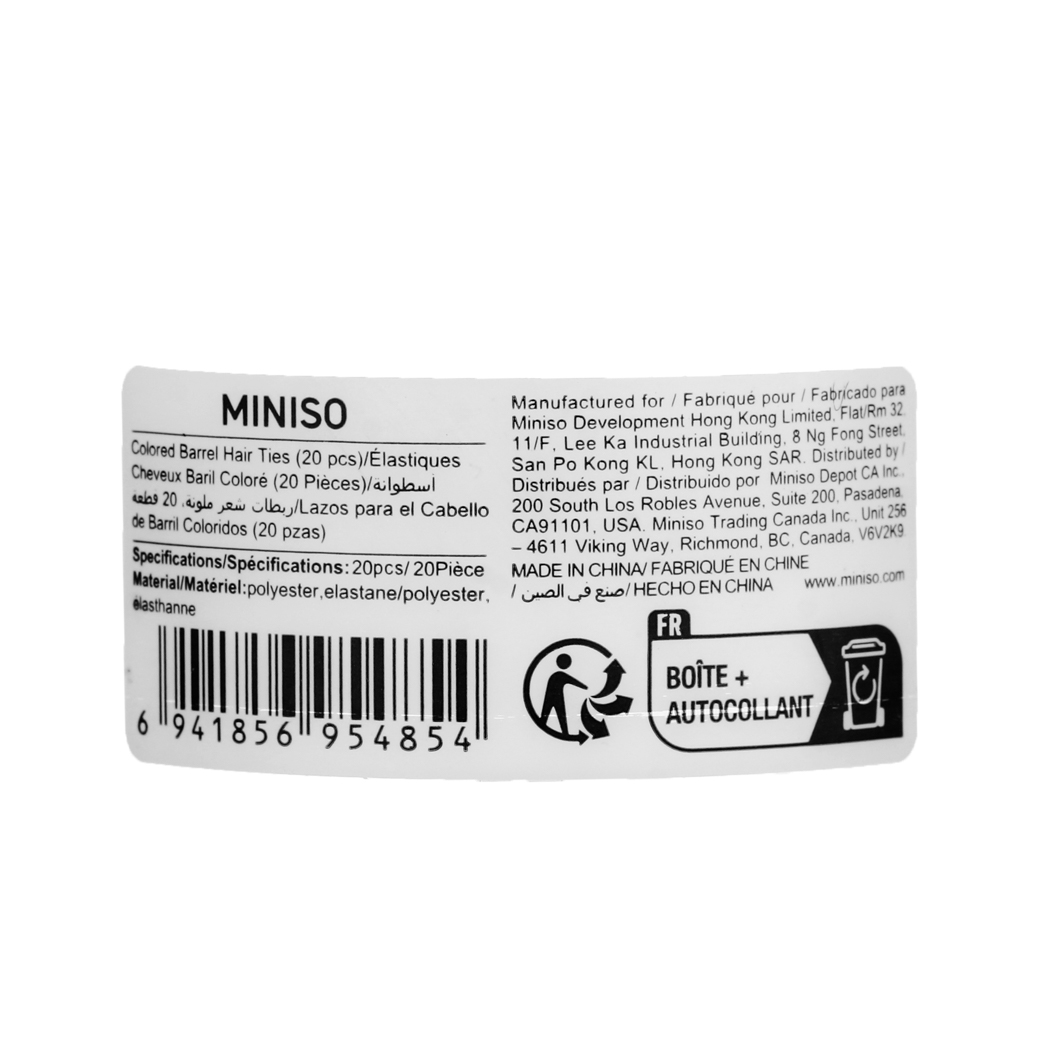 MINISO
Colored Barrel Hair Ties (20 pcs)/Élastiques
Cheveux Baril Coloré (20 Pièces)/أسطوانة
ربطات شعر ملونة, 20 قطعة/Lazos para el Cabello
de Barril Coloridos (20 pzas)
Specifications/Spécifications: 20pcs/ 20Pièce
Material/Matériel:polyester,elastane/polyester,
élasthanne
6 941856 954854
Manufactured for / Fabriqué pour / Fabricado para
Miniso Development Hong Kong Limited, Flat/Rm 32,
11/F, Lee Ka Industrial Building, 8 Ng Fong Street,
San Po Kong KL, Hong Kong SAR. Distributed by /
Distribués par / Distribuido por Miniso Depot CA Inc.,
200 South Los Robles Avenue, Suite 200, Pasadena,
CA91101, USA. Miniso Trading Canada Inc., Unit 256
– 4611 Viking Way, Richmond, BC, Canada, V6V2K9
MADE IN CHINA/ FABRIQUÉ EN CHINE
/ صنع في الصين/ HECHO EN CHINA www.miniso.com
FR
BOÎTE +
AUTOCOLLANT